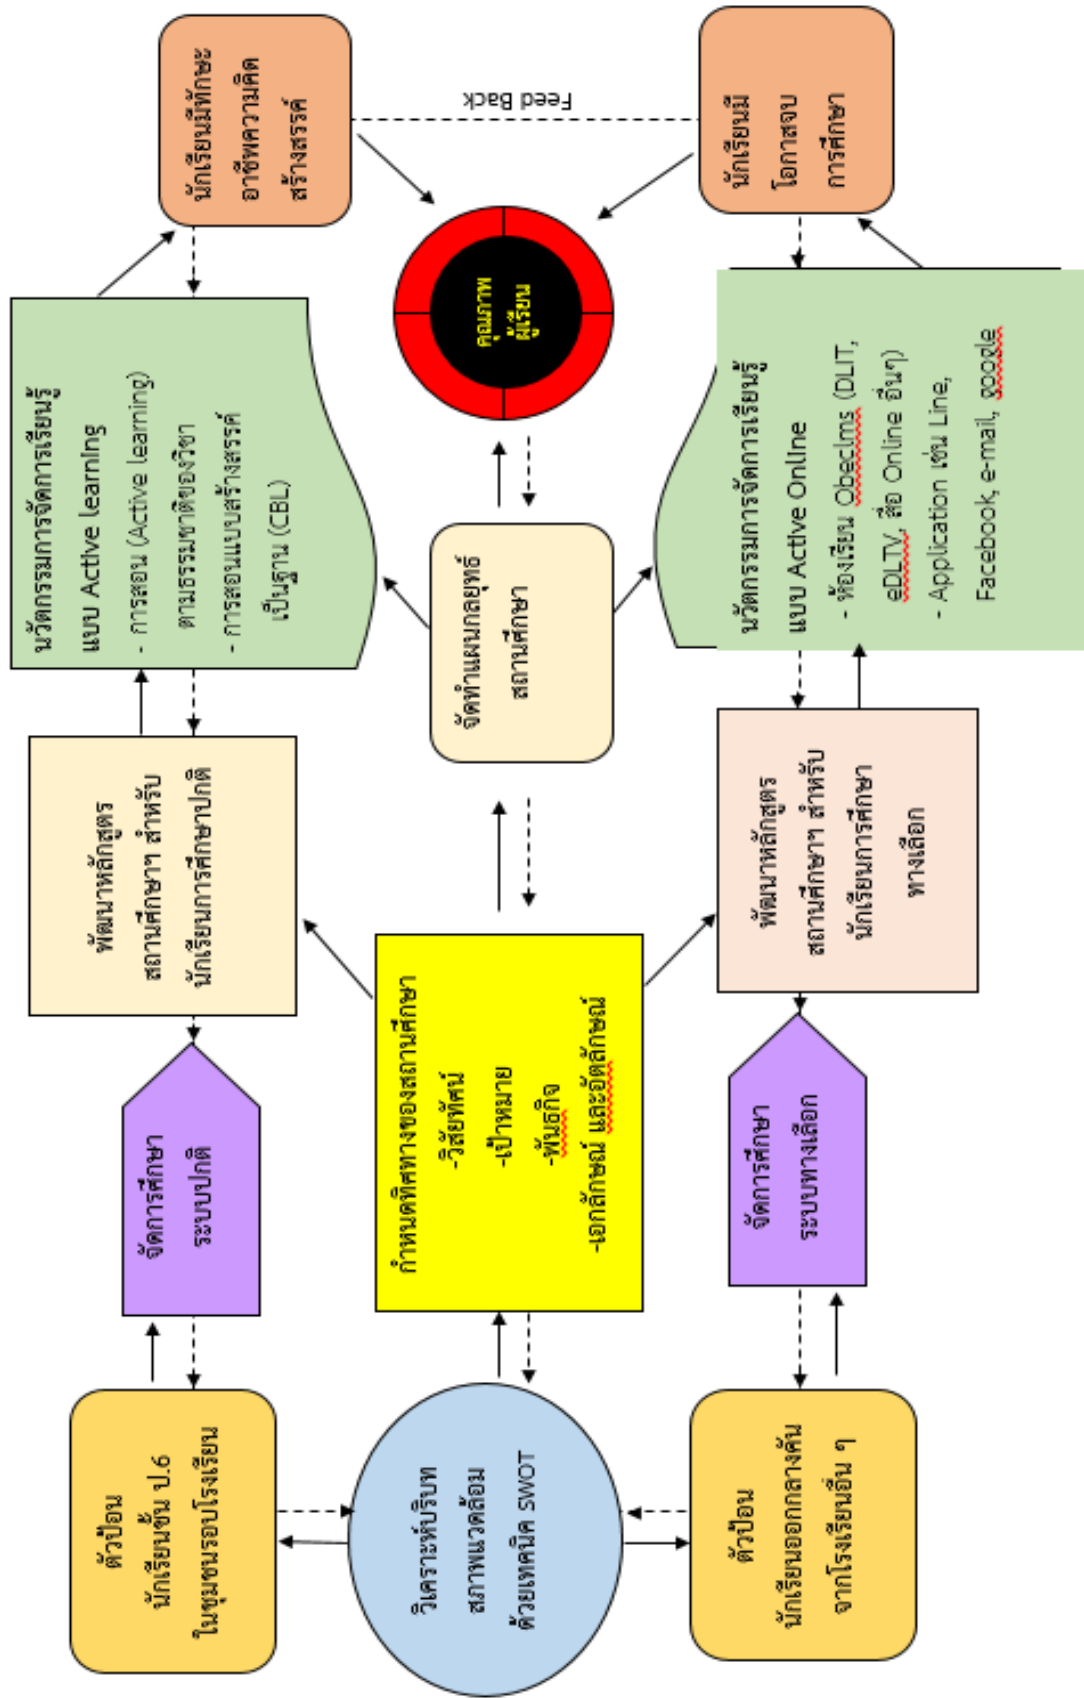 ตัวป้อน
นักเรียนชั้น ป.6
ในชุมชนรอบโรงเรียน
จัดการศึกษา
ระบบปกติ
พัฒนาหลักสูตร
สถานศึกษาฯ สำหรับ
นักเรียนการศึกษาปกติ
นวัตกรรมการจัดการเรียนรู้
แบบ Active learning
- การสอน (Active learning)
ตามธรรมชาติของวิชา
- การสอนแบบสร้างสรรค์
เป็นฐาน (CBL)
นักเรียนมีทักษะ
อาชีพความคิด
สร้างสรรค์
วิเคราะห์บริบท
สภาพแวดล้อม
ด้วยเทคนิค SWOT
กำหนดทิศทางของสถานศึกษา
-วิสัยทัศน์
-เป้าหมาย
-พันธกิจ
-เอกลักษณ์ และอัตลักษณ์
จัดทำแผนกลยุทธ์
สถานศึกษา
คุณภาพ
ผู้เรียน
Feed Back
ตัวป้อน
นักเรียนออกกลางคัน
จากโรงเรียนอื่น ๆ
จัดการศึกษา
ระบบทางเลือก
พัฒนาหลักสูตร
สถานศึกษาฯ สำหรับ
นักเรียนการศึกษา
ทางเลือก
นวัตกรรมการจัดการเรียนรู้
แบบ Active Online
- ห้องเรียน Obeclms (DLIT,
eDLTV, สื่อ Online อื่นๆ)
- Application เช่น Line,
Facebook, e-mail, google
นักเรียนมี
โอกาสจบ
การศึกษา